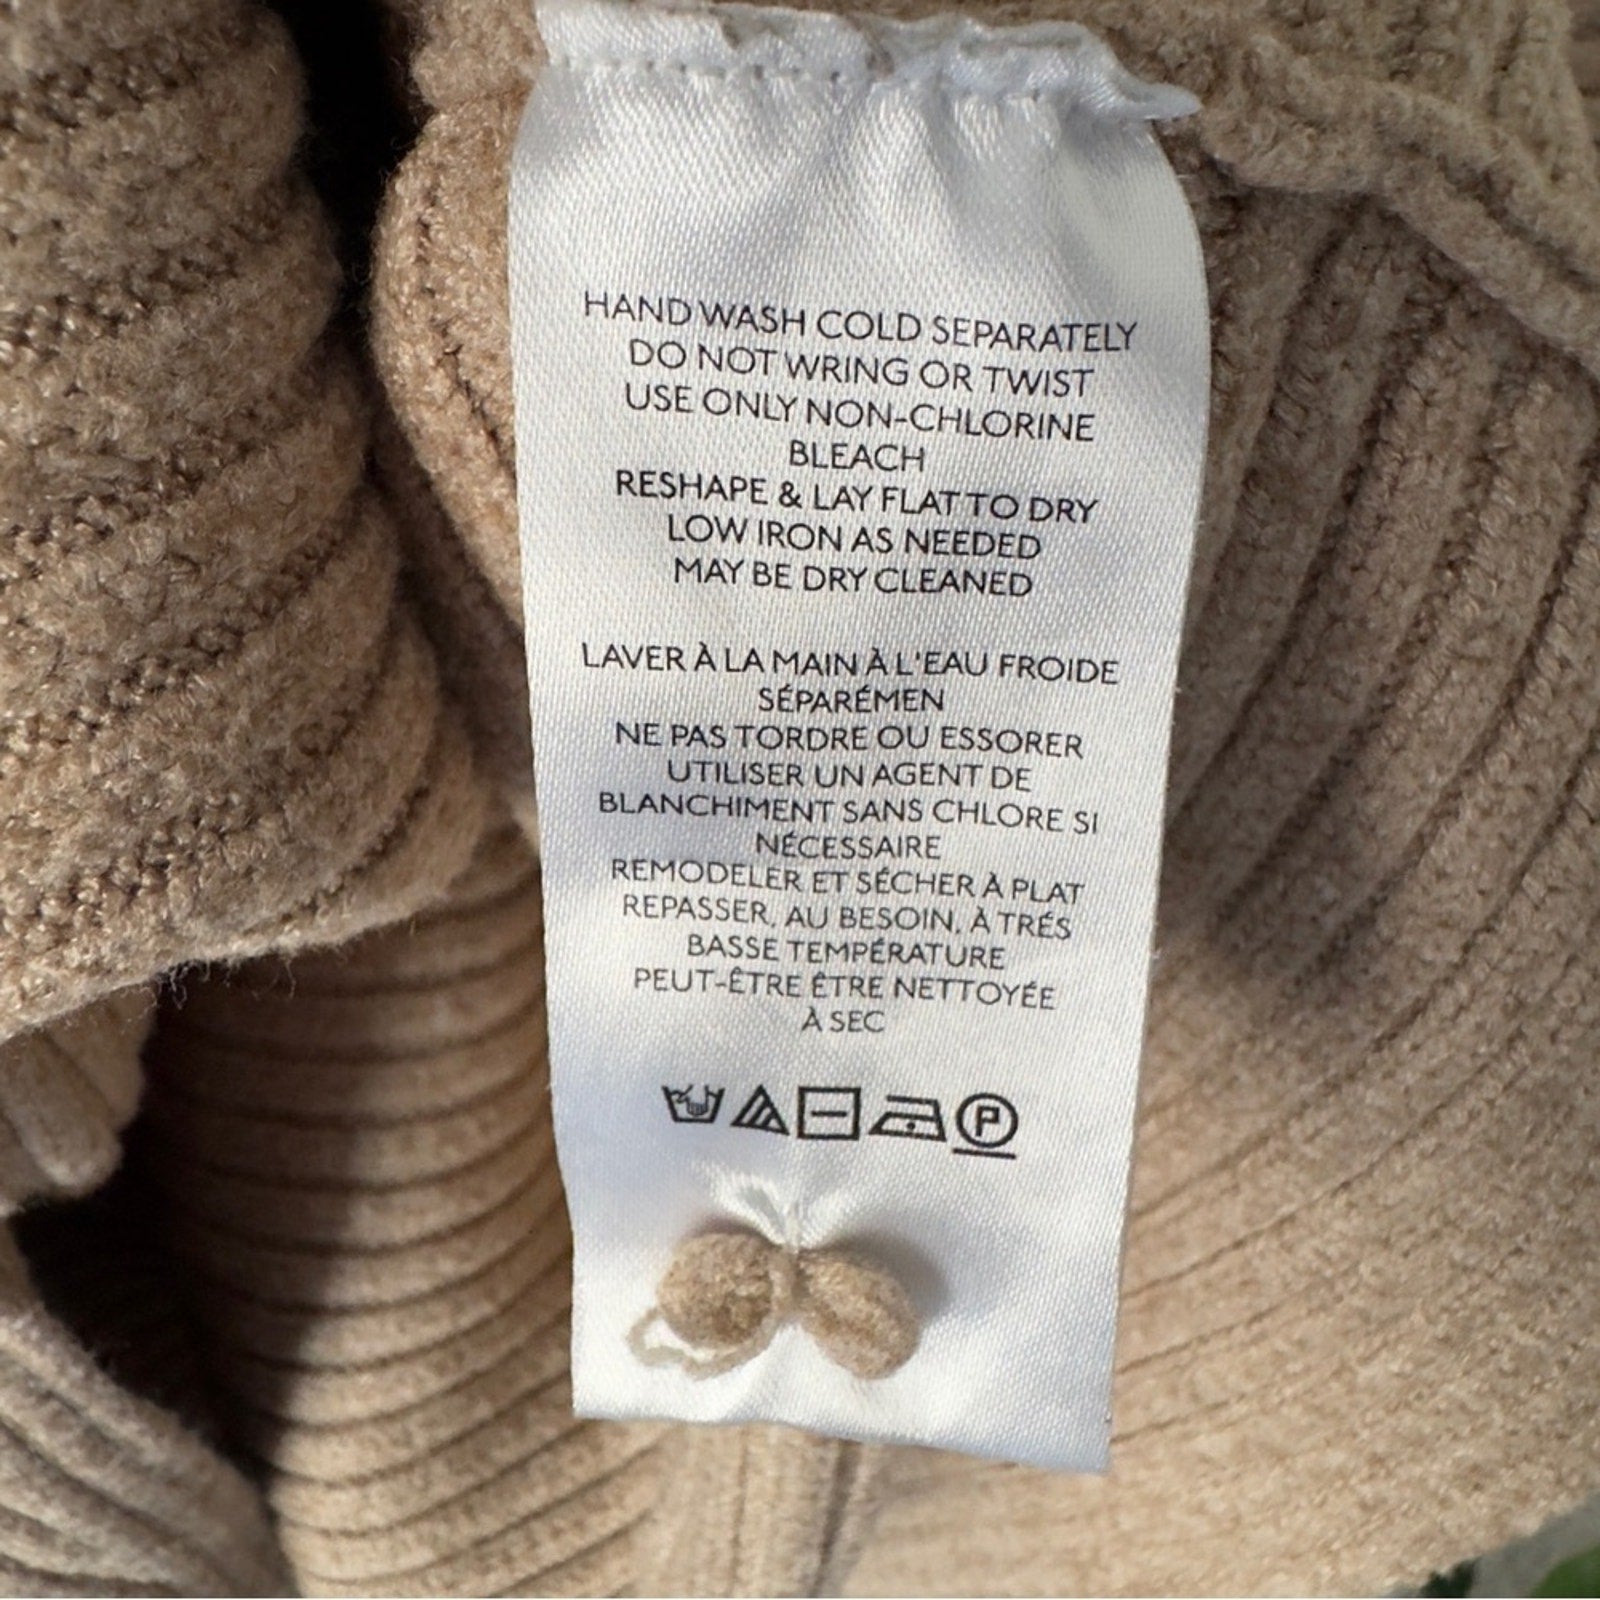 HAND WASH COLD SEPARATELY
DO NOT WRING OR TWIST
USE ONLY NON-CHLORINE
BLEACH
RESHAPE & LAY FLAT TO DRY
LOW IRON AS NEEDED
MAY BE DRY CLEANED
LAVER À LA MAIN À L'EAU FROIDE
SÉPARÉMEN
NE PAS TORDRE OU ESSORER
UTILISER UN AGENT DE
BLANCHIMENT SANS CHLORE SI
NÉCESSAIRE
REMODELER ET SÉCHER À PLAT
REPASSER, AU BESOIN, À TRÉS
BASSE TEMPÉRATURE
PEUT-ÊTRE ÊTRE NETTOYÉE
À SEC
P